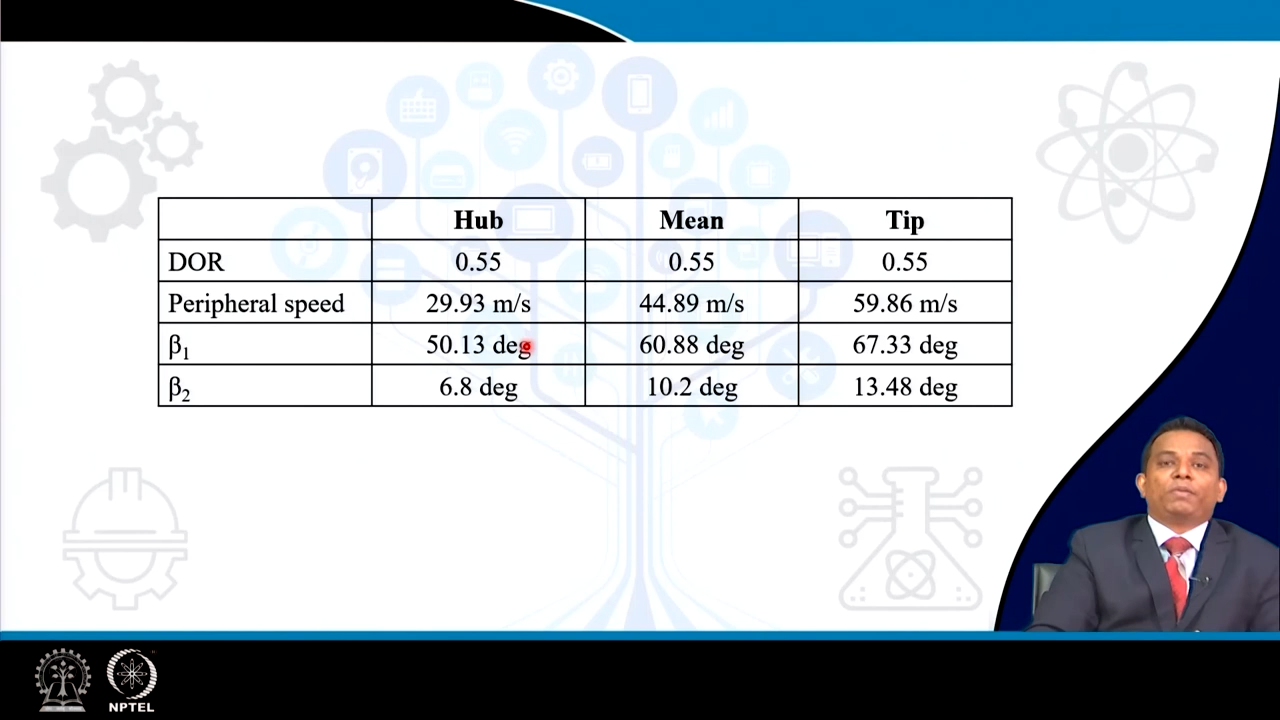 Hub Mean Tip
DOR 0.55 0.55 0.55
Peripheral speed 29.93 m/s 44.89 m/s 59.86 m/s
β₁ 50.13 deg 60.88 deg 67.33 deg
β₂ 6.8 deg 10.2 deg 13.48 deg
NPTEL